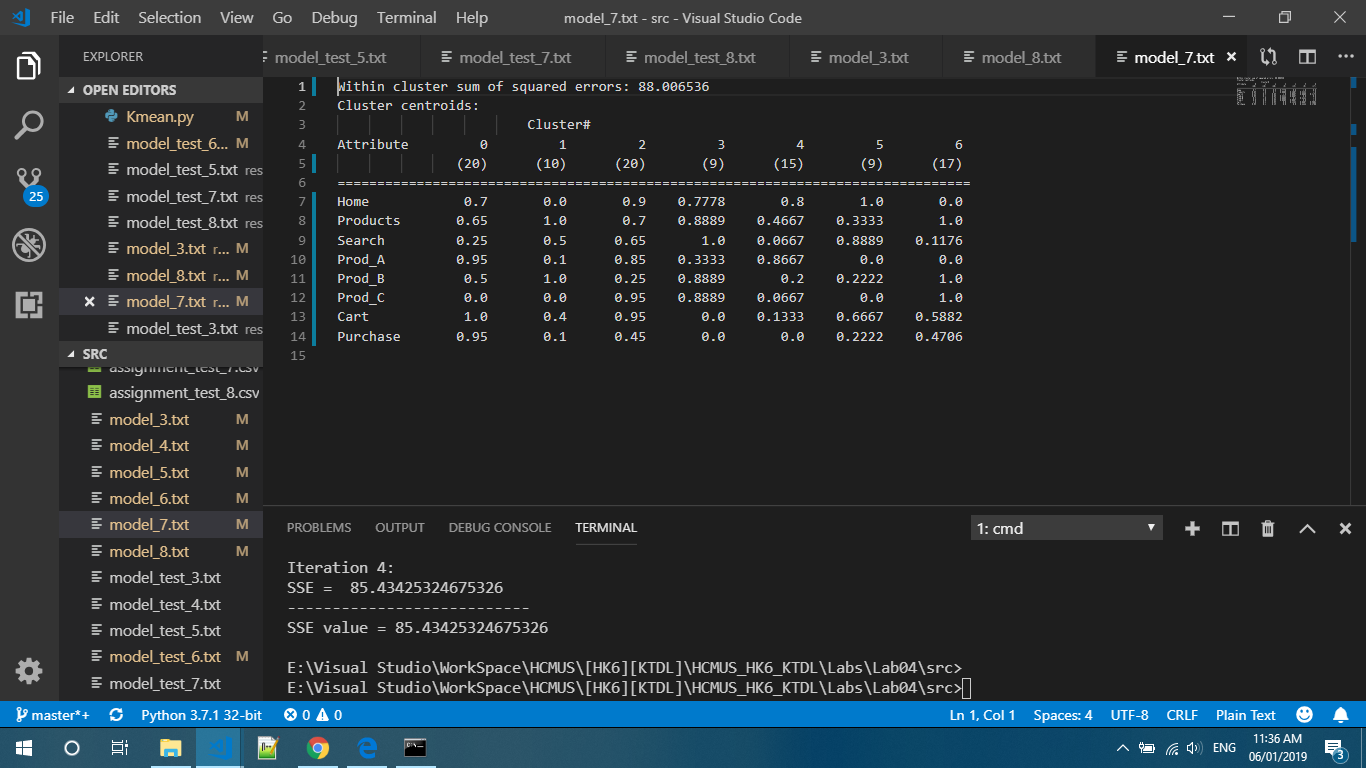 File Edit Selection View Go Debug Terminal Help model_7.txt - src - Visual Studio Code
EXPLORER
OPEN EDITORS
Kmean.py M
model_test_6... M
model_test_5.txt res
model_test_7.txt res
model_test_8.txt res
model_3.txt r... M
model_8.txt r... M
model_7.txt r... M
model_test_3.txt res
SRC
assignment_test_7.csv
assignment_test_8.csv
model_3.txt M
model_4.txt M
model_5.txt M
model_6.txt M
model_7.txt M
model_8.txt M
model_test_3.txt
model_test_4.txt
model_test_5.txt
model_test_6.txt M
model_test_7.txt
25
model_test_5.txt model_test_7.txt model_test_8.txt model_3.txt model_8.txt model_7.txt
1 Within cluster sum of squared errors: 88.006536
2 Cluster centroids:
3 Cluster#
4 Attribute 0 1 2 3 4 5 6
5 (20) (10) (20) (9) (15) (9) (17)
6 ================================================================================
7 Home 0.7 0.0 0.9 0.7778 0.8 1.0 0.0
8 Products 0.65 1.0 0.7 0.8889 0.4667 0.3333 1.0
9 Search 0.25 0.5 0.65 1.0 0.0667 0.8889 0.1176
10 Prod_A 0.95 0.1 0.85 0.3333 0.8667 0.0 0.0
11 Prod_B 0.5 1.0 0.25 0.8889 0.2 0.2222 1.0
12 Prod_C 0.0 0.0 0.95 0.8889 0.0667 0.0 1.0
13 Cart 1.0 0.4 0.95 0.0 0.1333 0.6667 0.5882
14 Purchase 0.95 0.1 0.45 0.0 0.0 0.2222 0.4706
15
PROBLEMS OUTPUT DEBUG CONSOLE TERMINAL 1: cmd
Iteration 4:
SSE =  85.43425324675326
---------------------------
SSE value = 85.43425324675326
E:\Visual Studio\WorkSpace\HCMUS\[HK6][KTDL]\HCMUS_HK6_KTDL\Labs\Lab04\src>
E:\Visual Studio\WorkSpace\HCMUS\[HK6][KTDL]\HCMUS_HK6_KTDL\Labs\Lab04\src>
master*+ Python 3.7.1 32-bit 0 0 Ln 1, Col 1 Spaces: 4 UTF-8 CRLF Plain Text
ENG 11:36 AM
06/01/2019 3